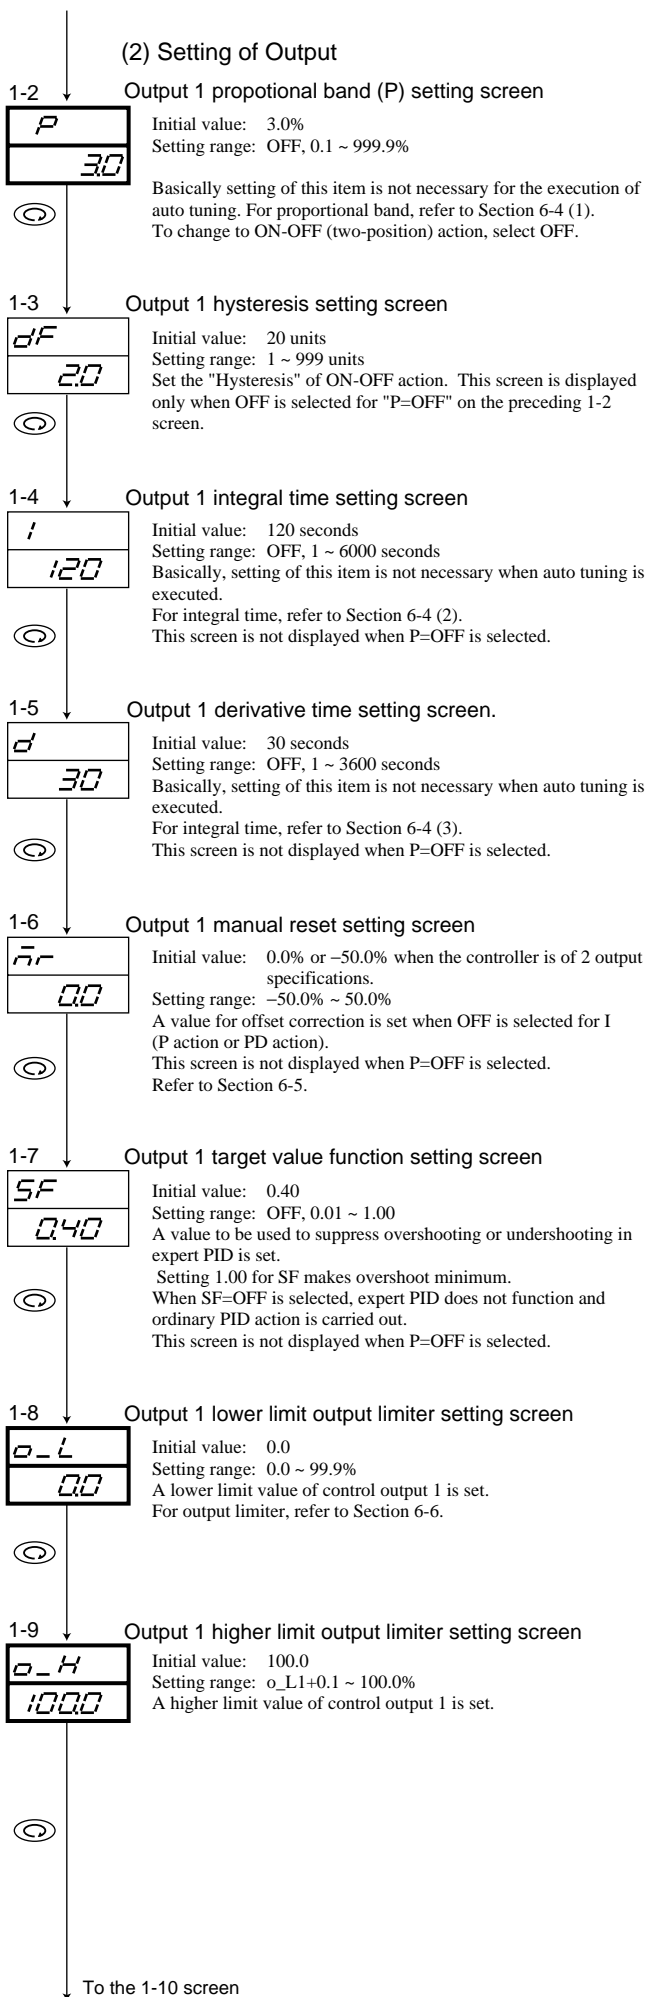 (2) Setting of Output
1-2
Output 1 propotional band (P) setting screen
P
3.0
Initial value: 3.0%
Setting range: OFF, 0.1 ~ 999.9%
Basically setting of this item is not necessary for the execution of
auto tuning. For proportional band, refer to Section 6-4 (1).
To change to ON-OFF (two-position) action, select OFF.
1-3
Output 1 hysteresis setting screen
dF
2.0
Initial value: 20 units
Setting range: 1 ~ 999 units
Set the "Hysteresis" of ON-OFF action. This screen is displayed
only when OFF is selected for "P=OFF" on the preceding 1-2
screen.
1-4
Output 1 integral time setting screen
I
120
Initial value: 120 seconds
Setting range: OFF, 1 ~ 6000 seconds
Basically, setting of this item is not necessary when auto tuning is
executed.
For integral time, refer to Section 6-4 (2).
This screen is not displayed when P=OFF is selected.
1-5
Output 1 derivative time setting screen.
d
30
Initial value: 30 seconds
Setting range: OFF, 1 ~ 3600 seconds
Basically, setting of this item is not necessary when auto tuning is
executed.
For integral time, refer to Section 6-4 (3).
This screen is not displayed when P=OFF is selected.
1-6
Output 1 manual reset setting screen
n̄r
0.0
Initial value: 0.0% or −50.0% when the controller is of 2 output
specifications.
Setting range: −50.0% ~ 50.0%
A value for offset correction is set when OFF is selected for I
(P action or PD action).
This screen is not displayed when P=OFF is selected.
Refer to Section 6-5.
1-7
Output 1 target value function setting screen
SF
0.40
Initial value: 0.40
Setting range: OFF, 0.01 ~ 1.00
A value to be used to suppress overshooting or undershooting in
expert PID is set.
Setting 1.00 for SF makes overshoot minimum.
When SF=OFF is selected, expert PID does not function and
ordinary PID action is carried out.
This screen is not displayed when P=OFF is selected.
1-8
Output 1 lower limit output limiter setting screen
o_L
0.0
Initial value: 0.0
Setting range: 0.0 ~ 99.9%
A lower limit value of control output 1 is set.
For output limiter, refer to Section 6-6.
1-9
Output 1 higher limit output limiter setting screen
o_H
100.0
Initial value: 100.0
Setting range: o_L1+0.1 ~ 100.0%
A higher limit value of control output 1 is set.
To the 1-10 screen